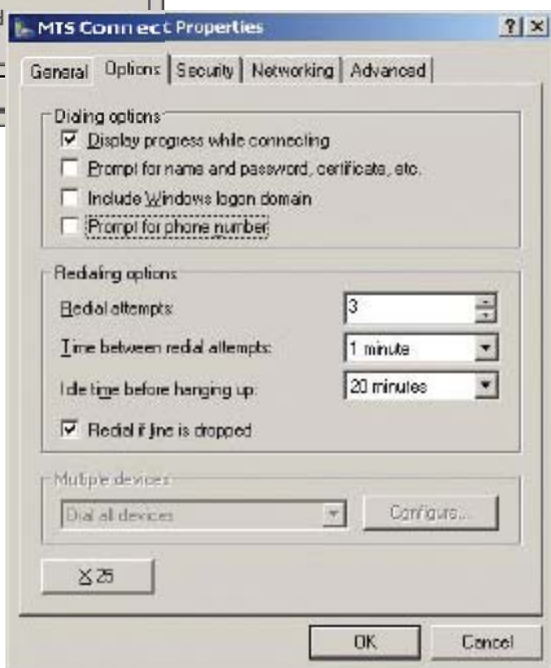 d
MTS Connect Properties
General Options Security Networking Advanced
Dialing options
Display progress while connecting
Prompt for name and password, certificate, etc.
Include Windows logon domain
Prompt for phone number
Redialing options
Redial attempts: 3
Time between redial attempts: 1 minute
Idle time before hanging up: 20 minutes
Redial if line is dropped
Multiple devices
Dial all devices Configure...
X.25
OK Cancel